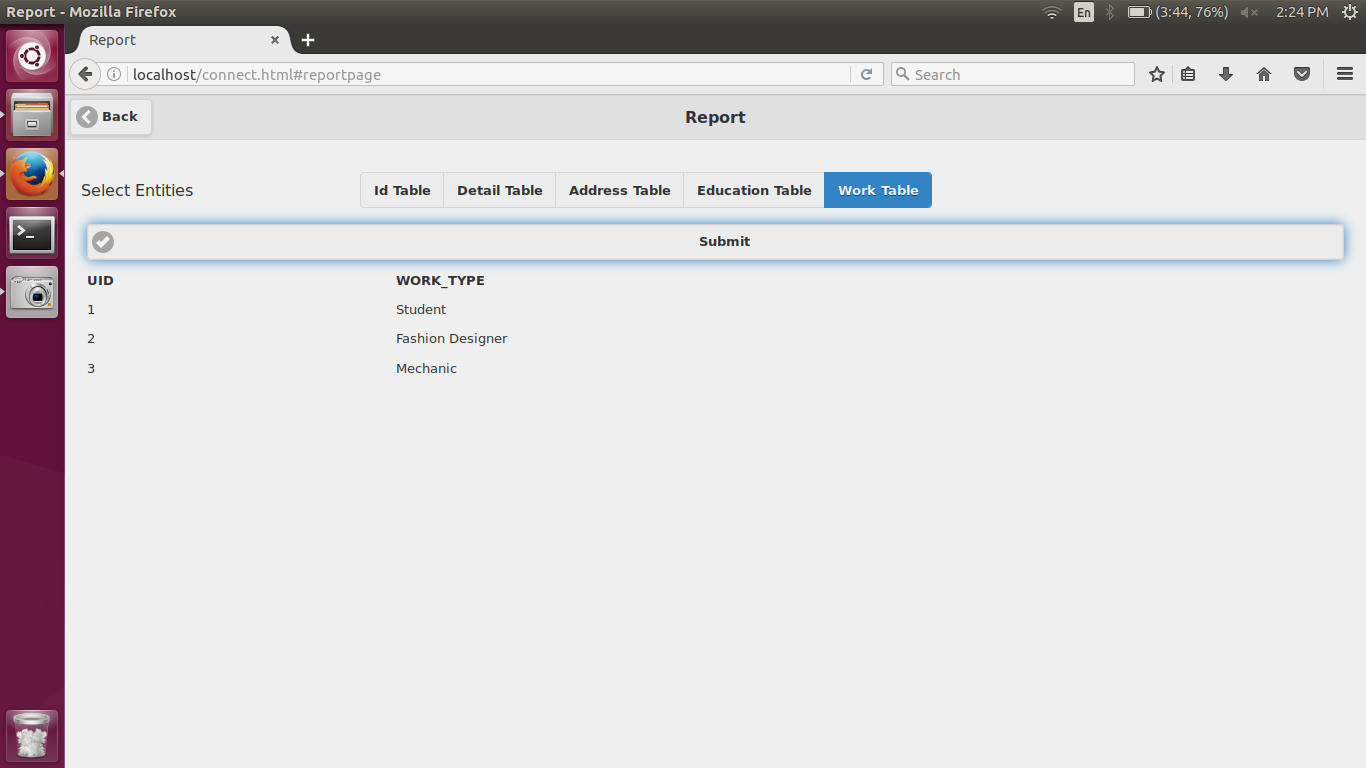 Report - Mozilla Firefox
En
(3:44, 76%)
2:24 PM
Report
localhost/connect.html#reportpage
Search
Back
Report
Select Entities
Id Table
Detail Table
Address Table
Education Table
Work Table
Submit
UID WORK_TYPE
1 Student
2 Fashion Designer
3 Mechanic